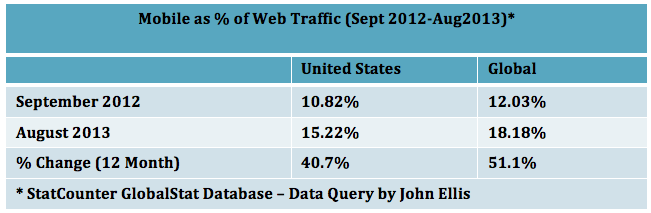 Mobile as % of Web Traffic (Sept 2012-Aug2013)*
United States Global
September 2012 10.82% 12.03%
August 2013 15.22% 18.18%
% Change (12 Month) 40.7% 51.1%
* StatCounter GlobalStat Database – Data Query by John Ellis